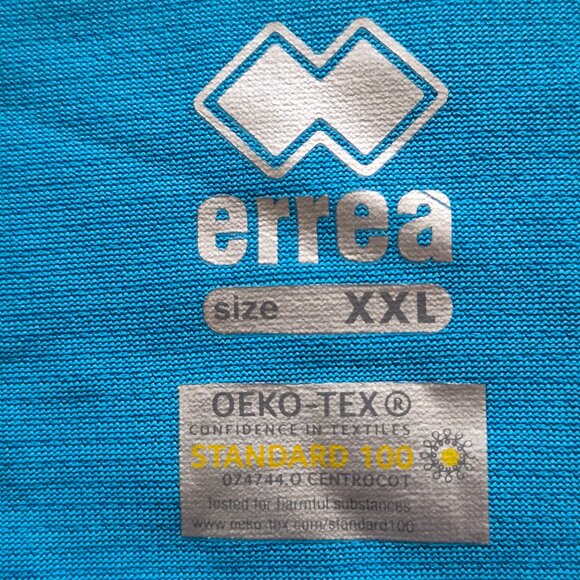 erreà
size XXL
OEKO-TEX®
CONFIDENCE IN TEXTILES
STANDARD 100
074744.0 CENTROCOT
Tested for harmful substances
www.oeko-tex.com/standard100